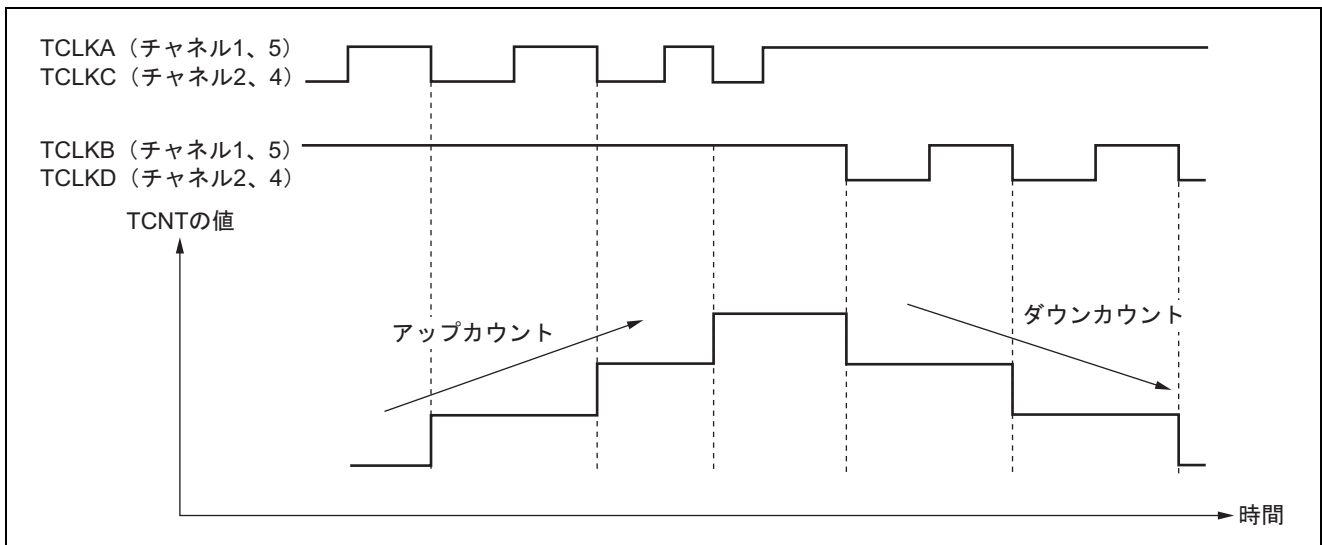 TCLKA（チャネル1、5）
TCLKC（チャネル2、4）
TCLKB（チャネル1、5）
TCLKD（チャネル2、4）
TCNTの値
アップカウント
ダウンカウント
時間